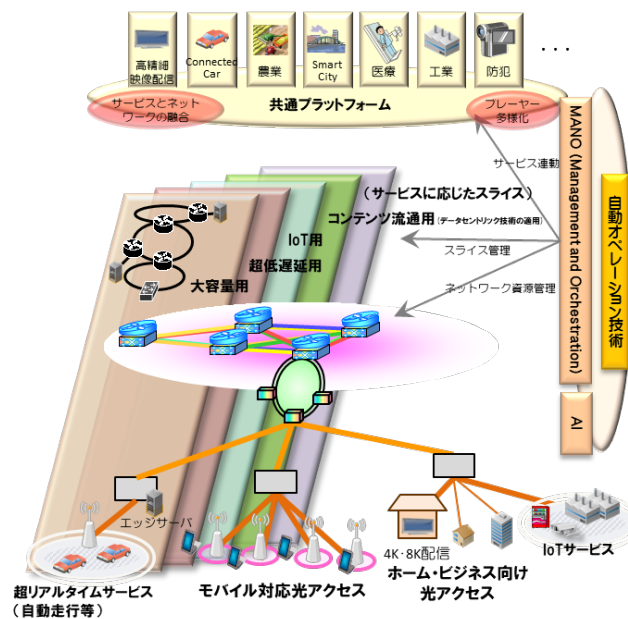 高精細
映像配信
Connected
Car
農業
Smart
City
医療
工業
防犯
...
サービスとネット
ワークの融合
共通プラットフォーム
プレーヤー
多様化
サービス連動
(サービスに応じたスライス)
コンテンツ流通用(データセントリック技術の適用)
IoT用
スライス管理
超低遅延用
大容量用
ネットワーク資源管理
MANO (Management and Orchestration)
自動オペレーション技術
AI
エッジサーバ
4K・8K配信
IoTサービス
超リアルタイムサービス
(自動走行等)
モバイル対応光アクセス
ホーム・ビジネス向け
光アクセス